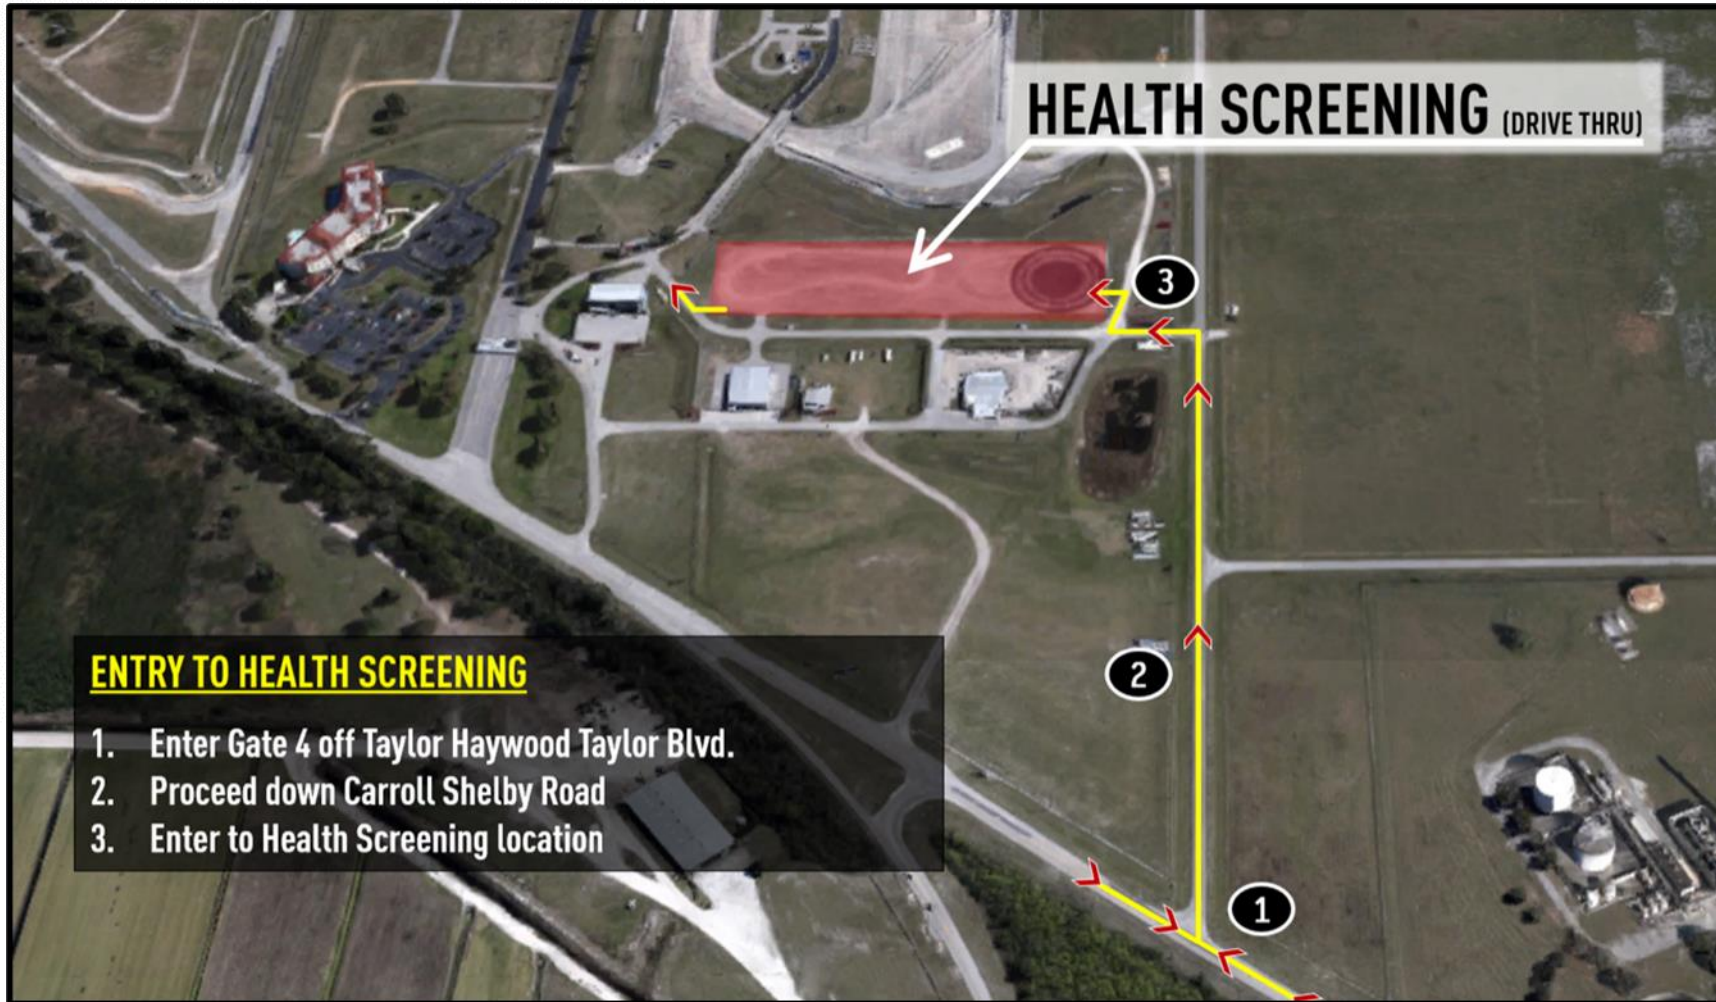 HEALTH SCREENING (DRIVE THRU)
3
2
ENTRY TO HEALTH SCREENING
1. Enter Gate 4 off Taylor Haywood Taylor Blvd.
2. Proceed down Carroll Shelby Road
3. Enter to Health Screening location
1